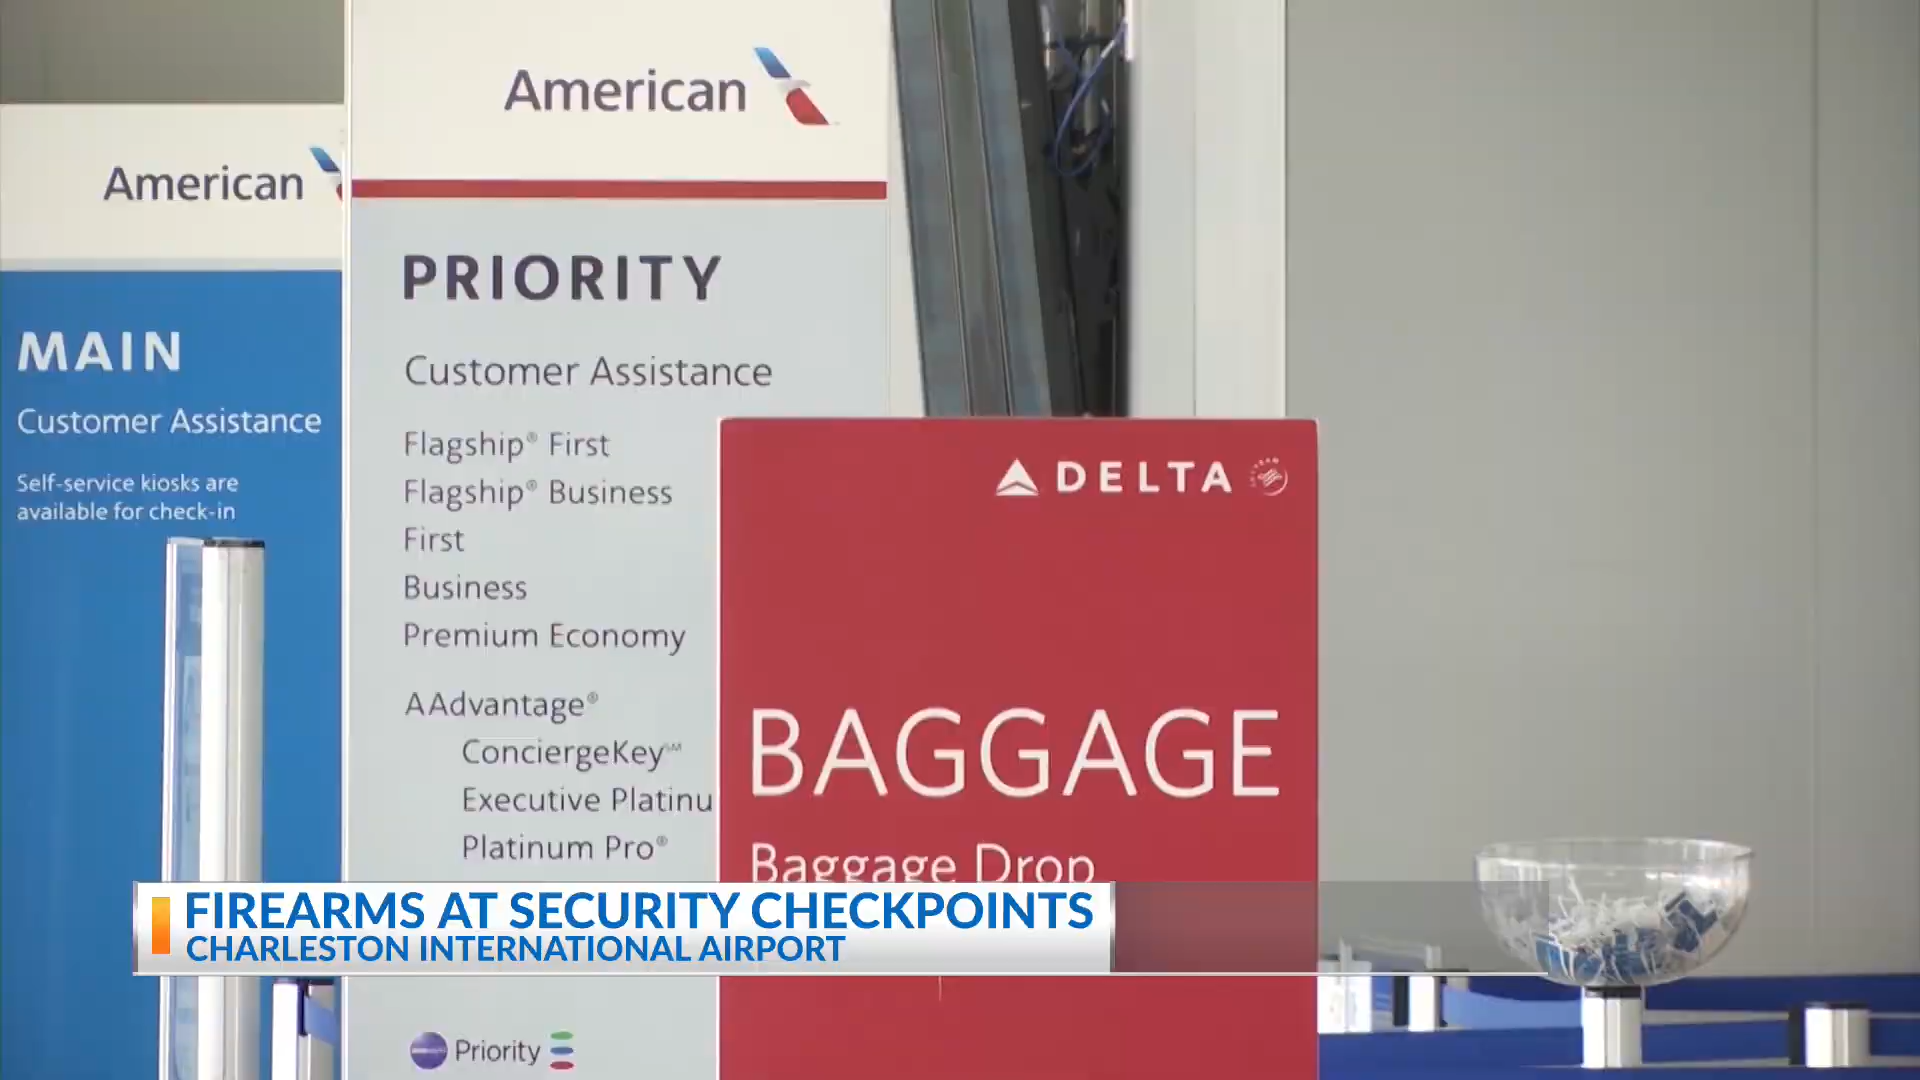 American
MAIN
Customer Assistance
Self-service kiosks are
available for check-in
American
PRIORITY
Customer Assistance
Flagship® First
Flagship® Business
First
Business
Premium Economy
AAdvantage®
ConciergeKey℠
Executive Platinu
Platinum Pro®
Priority
DELTA
BAGGAGE
Baggage Drop
FIREARMS AT SECURITY CHECKPOINTS
CHARLESTON INTERNATIONAL AIRPORT